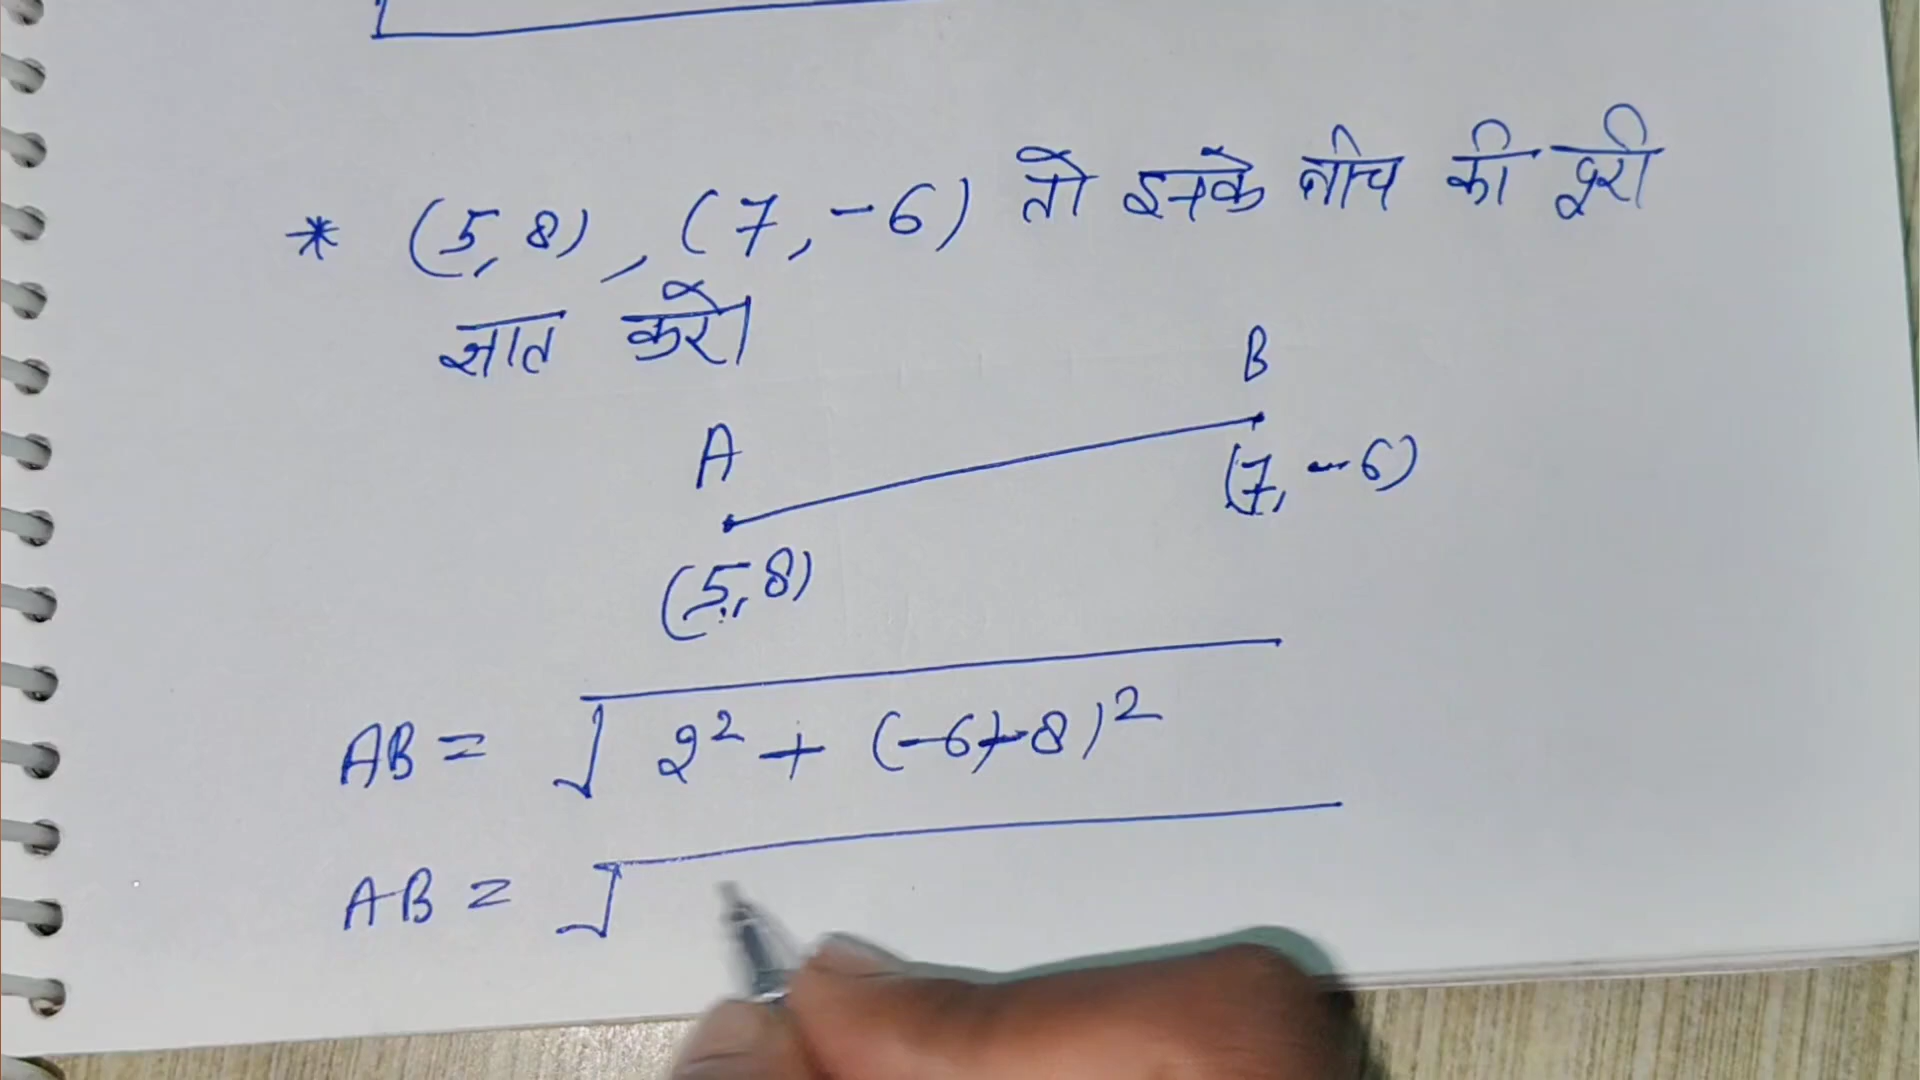 * (5, 8), (7, -6) तो इनके बीच की दूरी
ज्ञात करें।
A
B
(5, 8)
(7, -6)
AB = √ 2² + (-6-8)²
AB = √